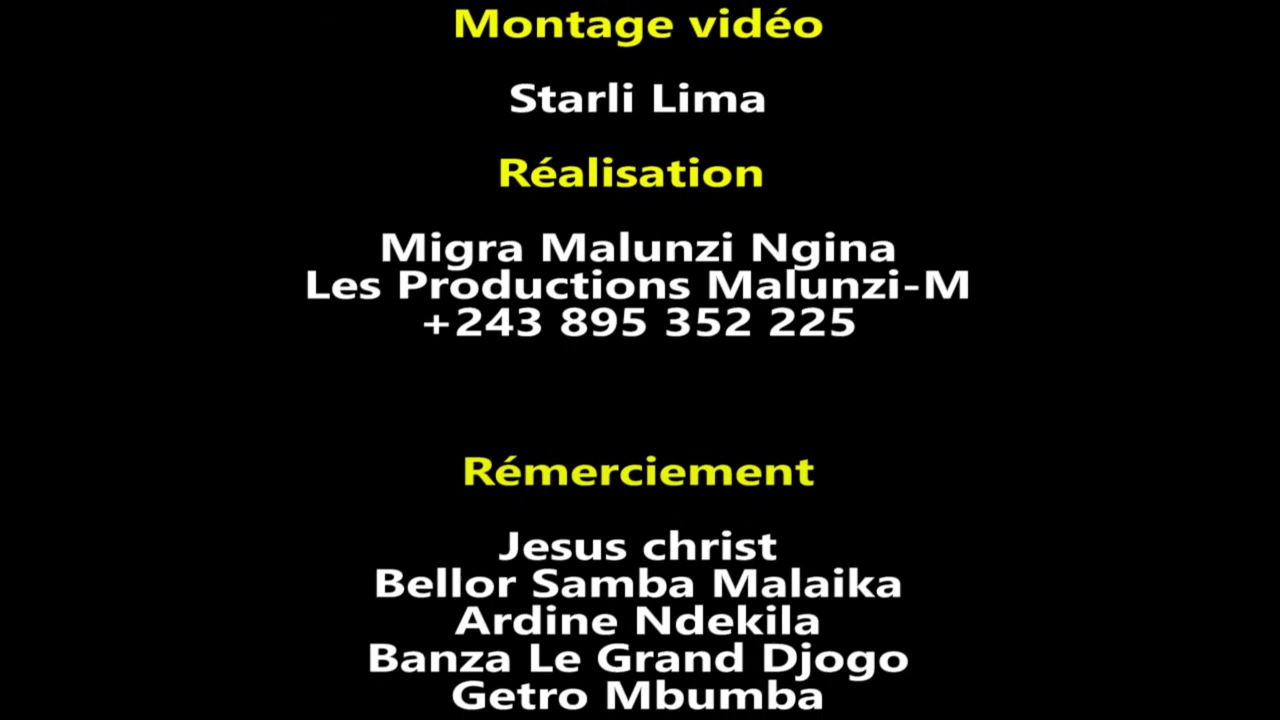 Montage vidéo
Starli Lima
Réalisation
Migra Malunzi Ngina
Les Productions Malunzi-M
+243 895 352 225
Rémerciement
Jesus christ
Bellor Samba Malaika
Ardine Ndekila
Banza Le Grand Djogo
Getro Mbumba